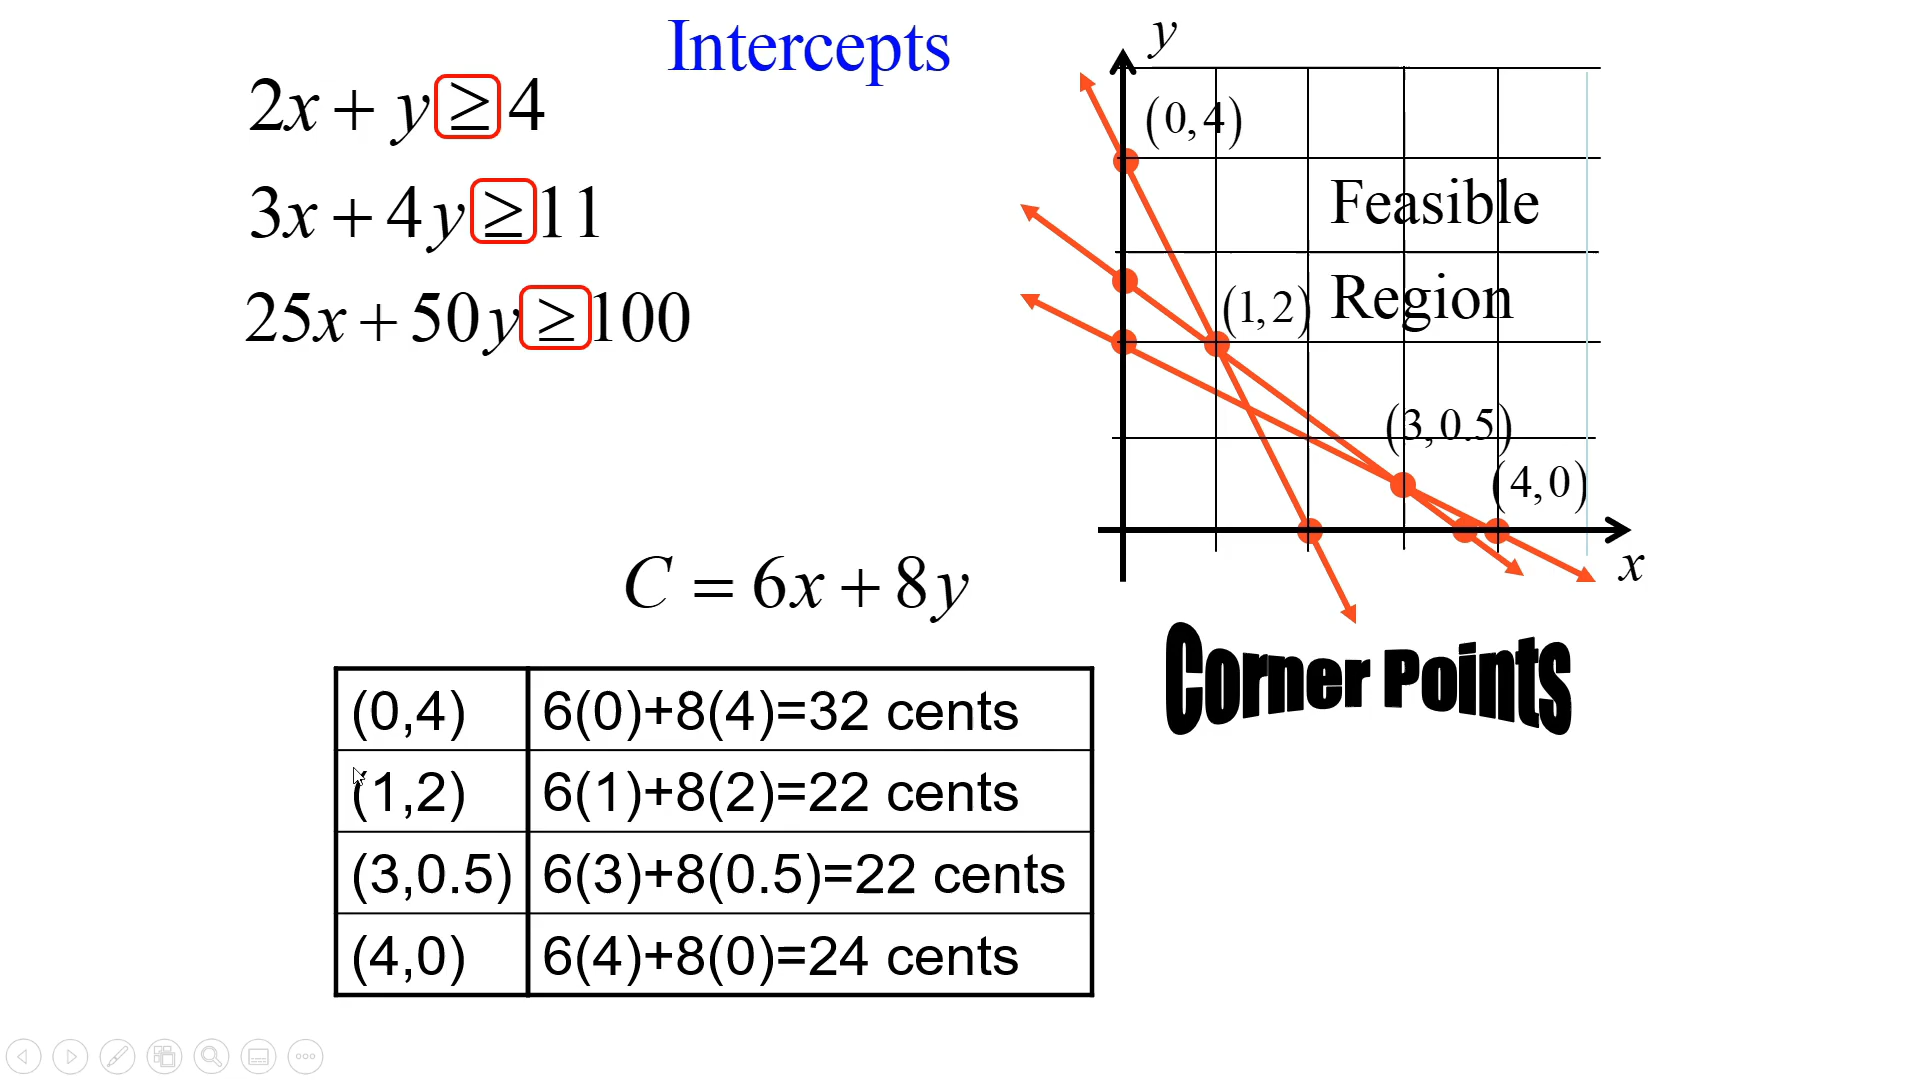 Intercepts
2x + y ≥ 4
3x + 4y ≥ 11
25x + 50y ≥ 100
y
(0,4)
Feasible
Region
(1,2)
(3,0.5)
(4,0)
x
C = 6x + 8y
Corner Points
(0,4) 6(0)+8(4)=32 cents
(1,2) 6(1)+8(2)=22 cents
(3,0.5) 6(3)+8(0.5)=22 cents
(4,0) 6(4)+8(0)=24 cents